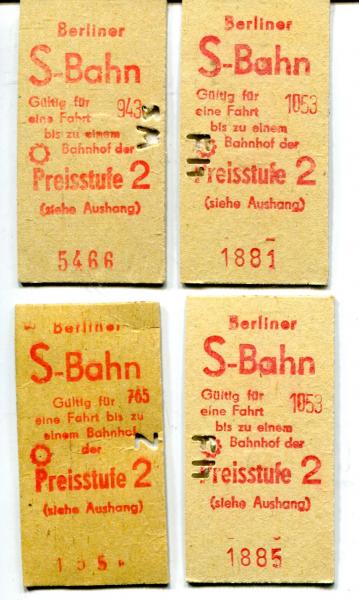 Berliner
S-Bahn
Gültig für 943
eine Fahrt
bis zu einem
Bahnhof der
Preisstufe 2
(siehe Aushang)
5466
Berliner
S-Bahn
Gültig für 1053
eine Fahrt
bis zu einem
Bahnhof der
Preisstufe 2
(siehe Aushang)
1881
Berliner
S-Bahn
Gültig für 765
eine Fahrt bis zu
einem Bahnhof
der
Preisstufe 2
(siehe Aushang)
Berliner
S-Bahn
Gültig für 1053
eine Fahrt
bis zu einem
Bahnhof der
Preisstufe 2
(siehe Aushang)
1885